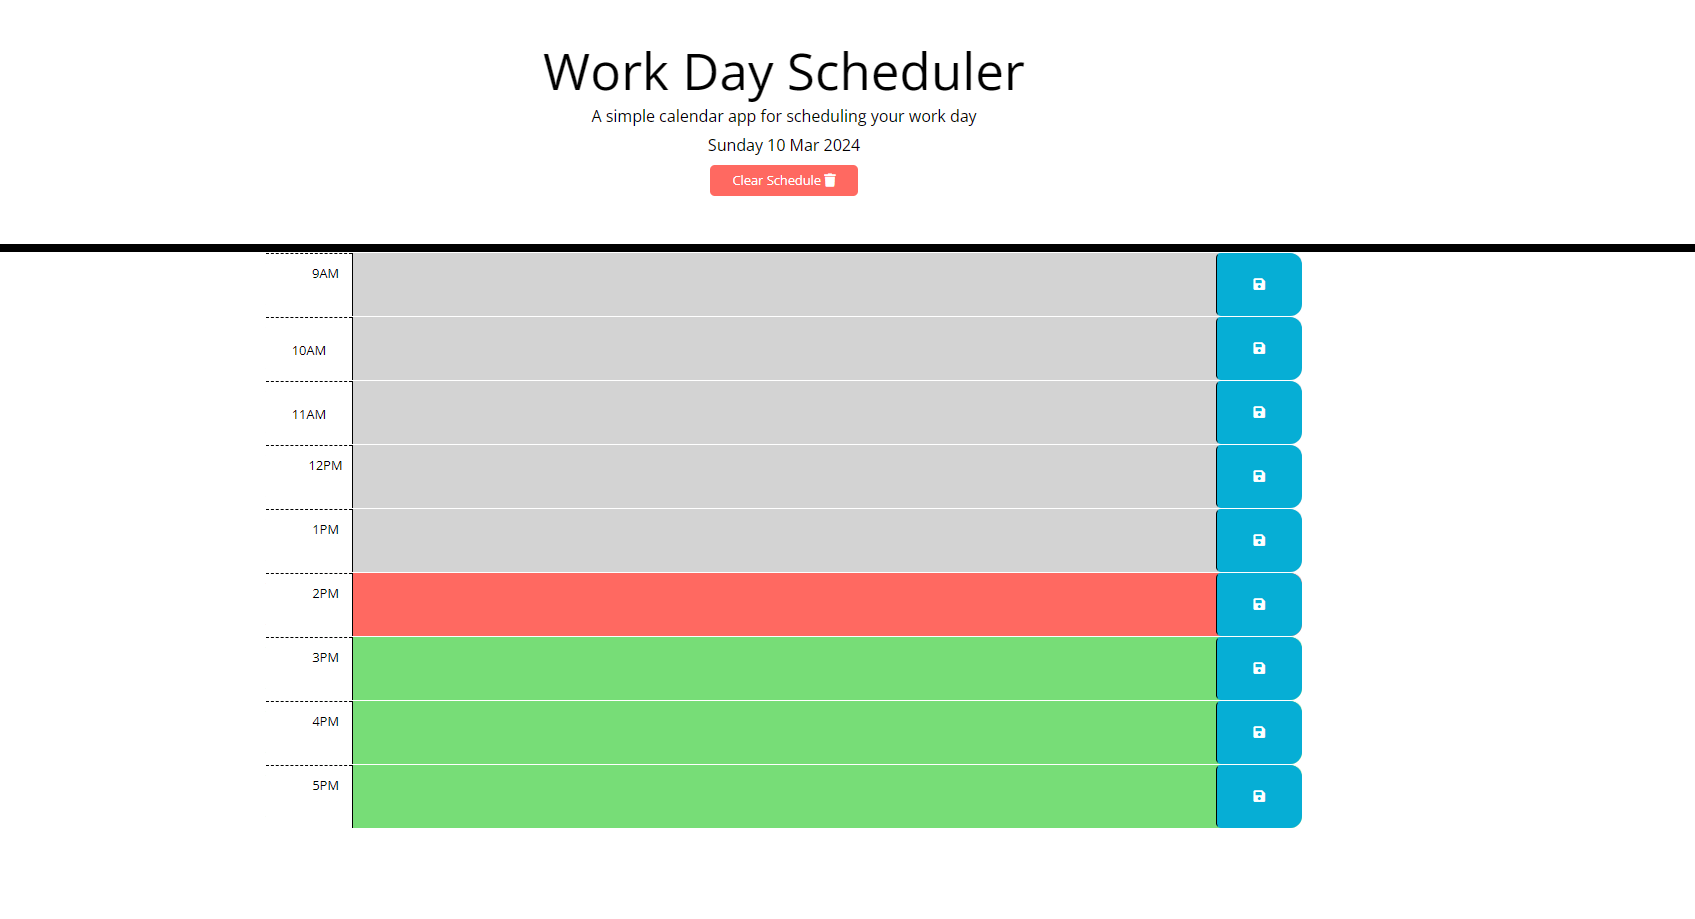 Work Day Scheduler
A simple calendar app for scheduling your work day
Sunday 10 Mar 2024
Clear Schedule
9AM
10AM
11AM
12PM
1PM
2PM
3PM
4PM
5PM